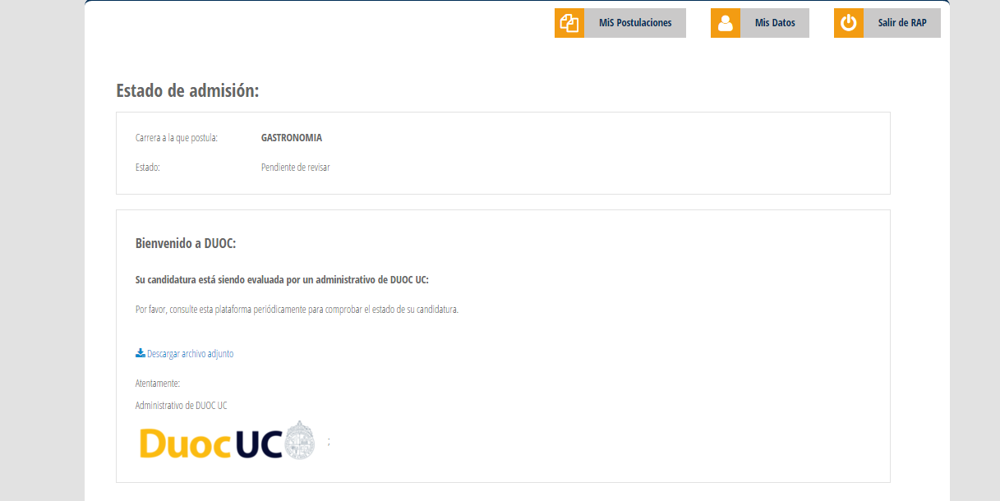 MiS Postulaciones
Mis Datos
Salir de RAP
Estado de admisión:
Carrera a la que postula: GASTRONOMIA
Estado: Pendiente de revisar
Bienvenido a DUOC:
Su candidatura está siendo evaluada por un administrativo de DUOC UC:
Por favor, consulte esta plataforma periódicamente para comprobar el estado de su candidatura.
Descargar archivo adjunto
Atentamente:
Administrativo de DUOC UC
Duoc UC ;